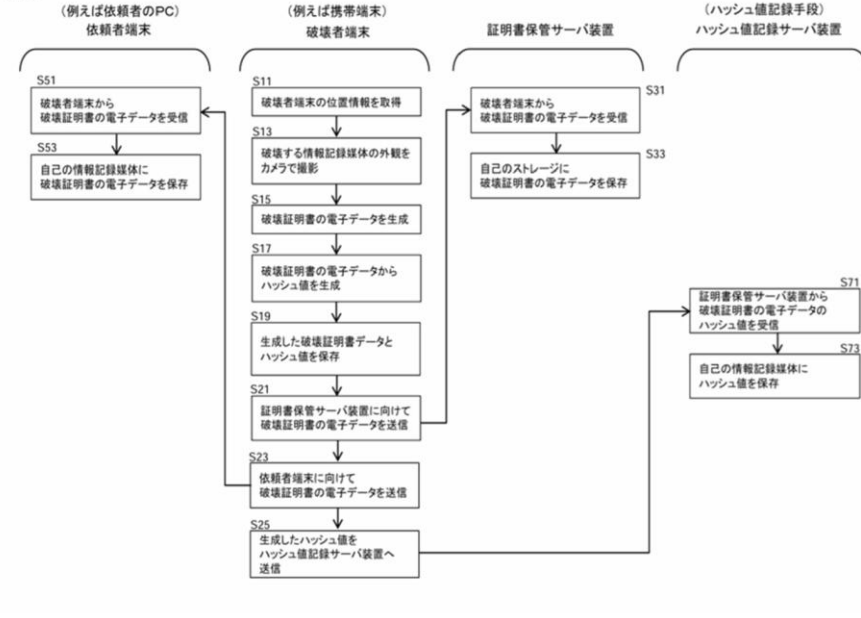 (例えば依頼者のPC)
依頼者端末
(例えば携帯端末)
破壊者端末
証明書保管サーバ装置
(ハッシュ値記録手段)
ハッシュ値記録サーバ装置
S51
破壊者端末から
破壊証明書の電子データを受信
S53
自己の情報記録媒体に
破壊証明書の電子データを保存
S11
破壊者端末の位置情報を取得
S13
破壊する情報記録媒体の外観を
カメラで撮影
S15
破壊証明書の電子データを生成
S17
破壊証明書の電子データから
ハッシュ値を生成
S19
生成した破壊証明書データと
ハッシュ値を保存
S21
証明書保管サーバ装置に向けて
破壊証明書の電子データを送信
S23
依頼者端末に向けて
破壊証明書の電子データを送信
S25
生成したハッシュ値を
ハッシュ値記録サーバ装置へ
送信
S31
破壊者端末から
破壊証明書の電子データを受信
S33
自己のストレージに
破壊証明書の電子データを保存
S71
証明書保管サーバ装置から
破壊証明書の電子データの
ハッシュ値を受信
S73
自己の情報記録媒体に
ハッシュ値を保存